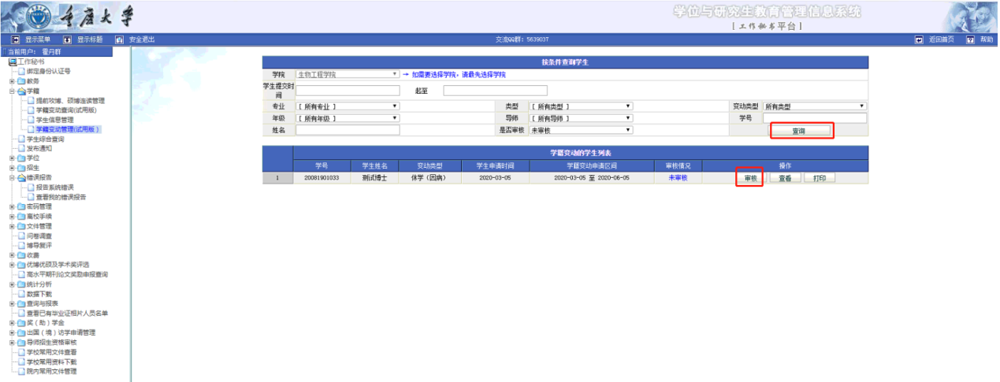 重庆大学
学位与研究生教育管理信息系统
|工作秘书平台|
显示菜单 显示标题 安全退出 交流QQ群: 5639037 返回首页 帮助
当前用户: 霍月群
工作秘书
绑定身份认证号
教务
学籍
提前攻博、硕博连读管理
学籍变动查询(试用版)
学生信息管理
学籍变动管理(试用版)
学生综合查询
发布通知
学位
招生
错误报告
报告系统错误
查看我的错误报告
密码管理
离校手续
文件管理
问卷调查
博导复评
收费
优博优硕及学术奖评选
高水平期刊论文奖励申报查询
统计分析
数据下载
查询与报表
查看已有毕业证相片人员名单
奖(助)学金
出国(境)访学申请管理
导师招生资格审核
学校常用文件查看
学校常用资料下载
院内常用文件管理
按条件查询学生
学院 生物工程学院 → 如需要选择学院,请最先选择学院
学生提交时间 起至
专业 [ 所有专业 ] 类型 [ 所有类型 ] 变动类型 所有类型
年级 [ 所有年级 ] 导师 [ 所有导师 ] 学号
姓名 是否审核 未审核 查询
学籍变动的学生列表
学号 学生姓名 变动类型 学生申请时间 学籍变动申请区间 审核情况 操作
1 20081901033 测试博士 休学(因病) 2020-03-05 2020-03-05 至 2020-06-05 未审核 审核 查看 打印